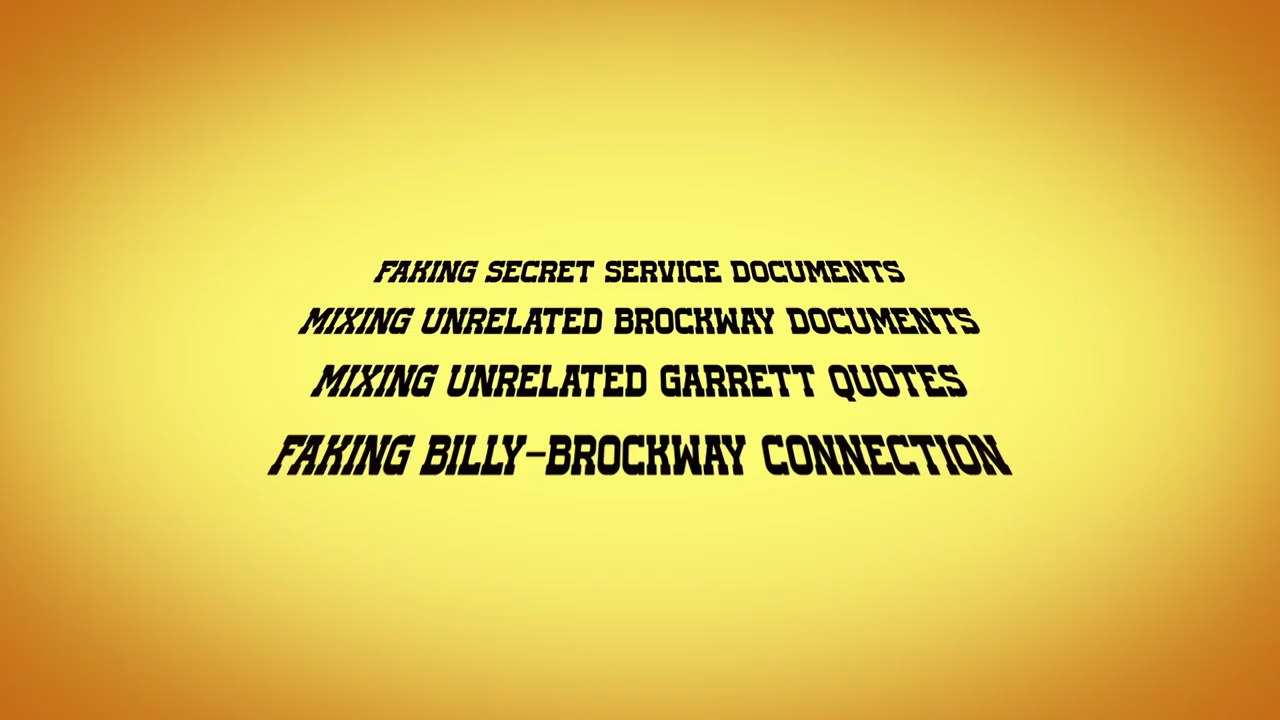 FAKING SECRET SERVICE DOCUMENTS
MIXING UNRELATED BROCKWAY DOCUMENTS
MIXING UNRELATED GARRETT QUOTES
FAKING BILLY-BROCKWAY CONNECTION